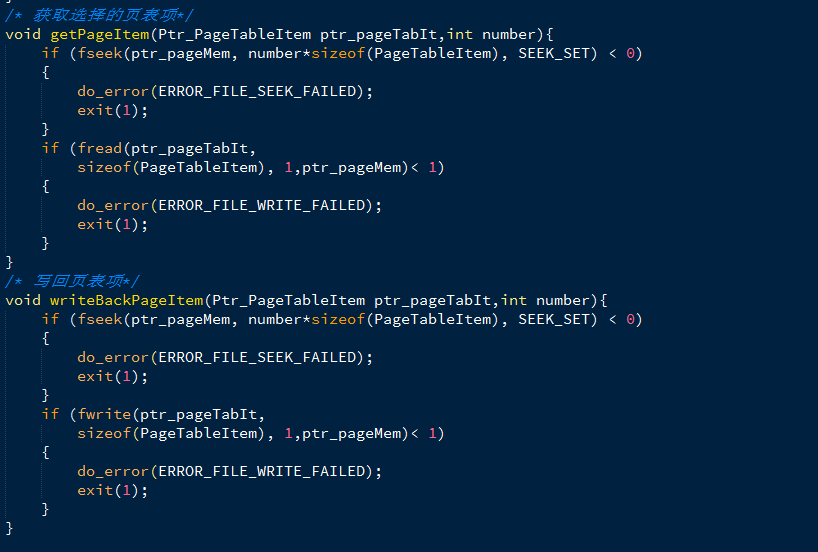 }
/* 获取选择的页表项*/
void getPageItem(Ptr_PageTableItem ptr_pageTabIt,int number){
    if (fseek(ptr_pageMem, number*sizeof(PageTableItem), SEEK_SET) < 0)
    {
        do_error(ERROR_FILE_SEEK_FAILED);
        exit(1);
    }
    if (fread(ptr_pageTabIt,
        sizeof(PageTableItem), 1,ptr_pageMem)< 1)
    {
        do_error(ERROR_FILE_WRITE_FAILED);
        exit(1);
    }
}
/* 写回页表项*/
void writeBackPageItem(Ptr_PageTableItem ptr_pageTabIt,int number){
    if (fseek(ptr_pageMem, number*sizeof(PageTableItem), SEEK_SET) < 0)
    {
        do_error(ERROR_FILE_SEEK_FAILED);
        exit(1);
    }
    if (fwrite(ptr_pageTabIt,
        sizeof(PageTableItem), 1,ptr_pageMem)< 1)
    {
        do_error(ERROR_FILE_WRITE_FAILED);
        exit(1);
    }
}